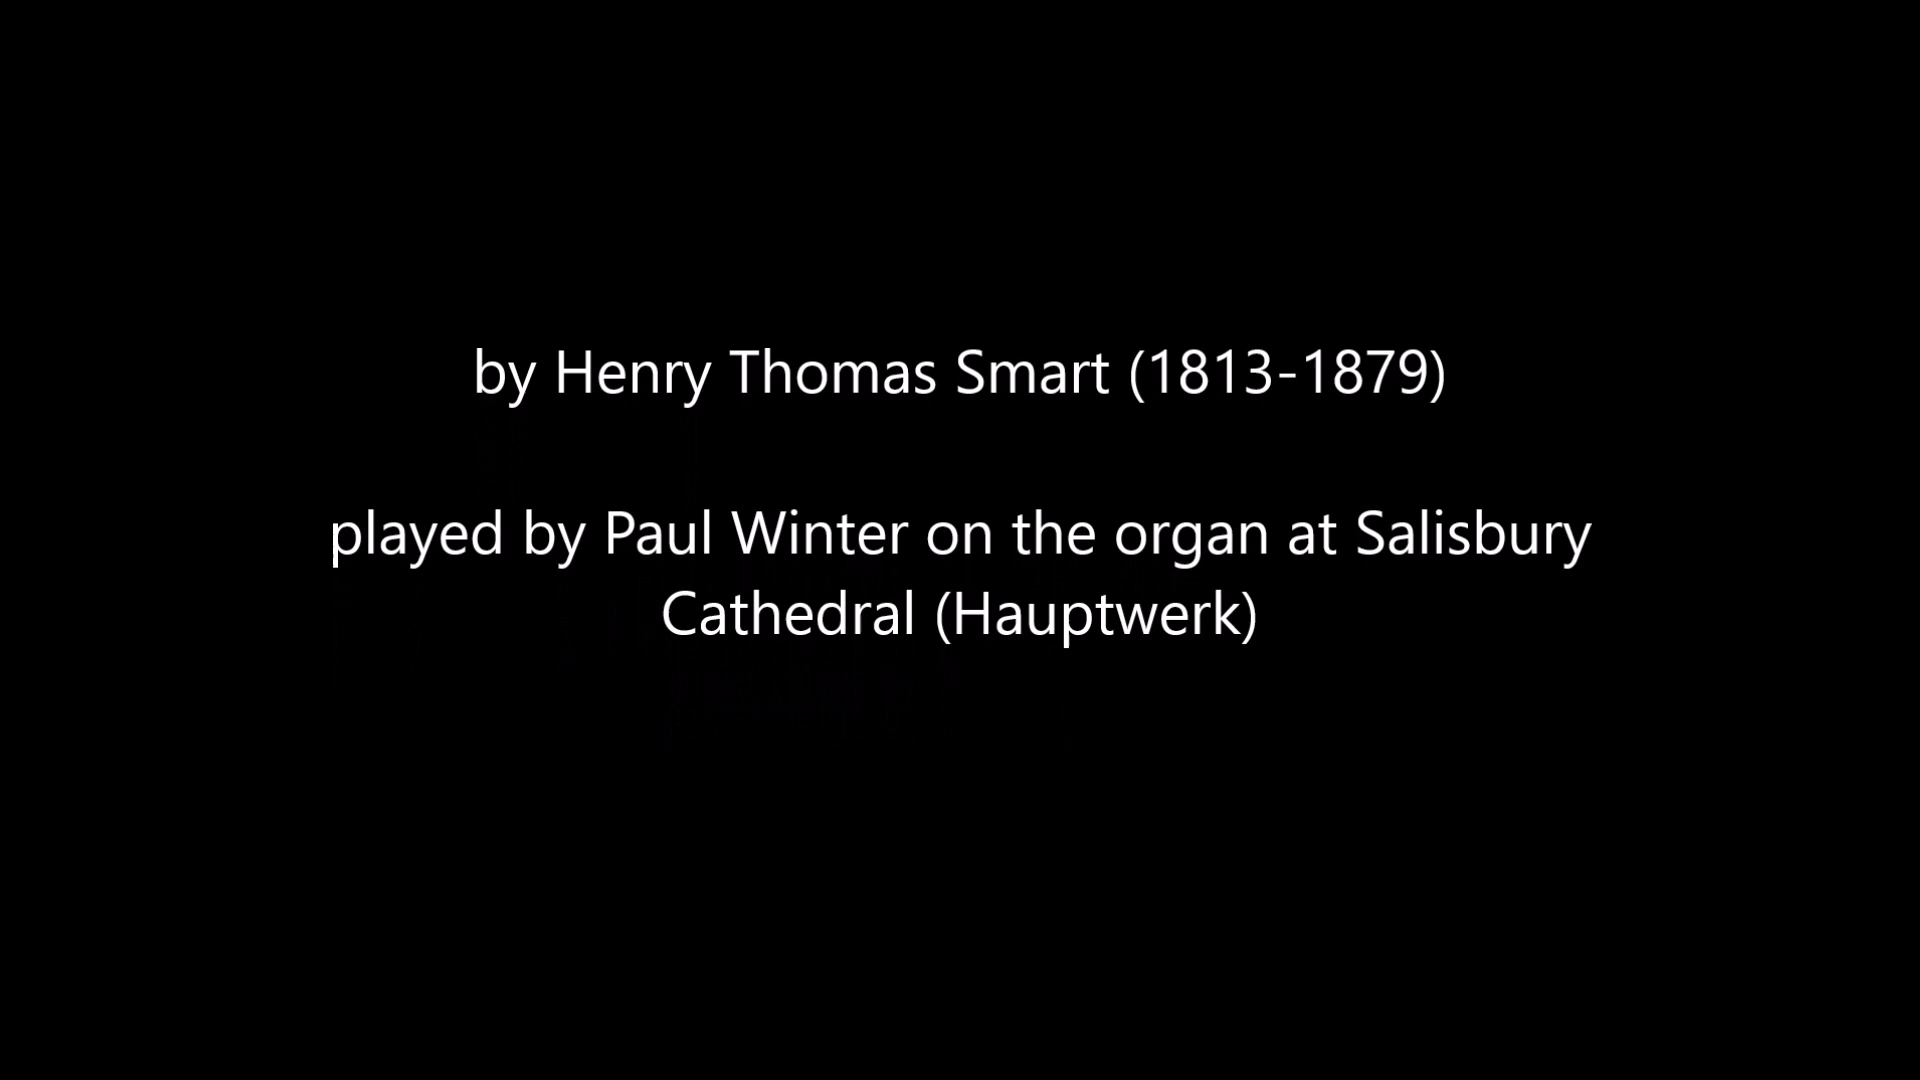 by Henry Thomas Smart (1813-1879)
played by Paul Winter on the organ at Salisbury
Cathedral (Hauptwerk)